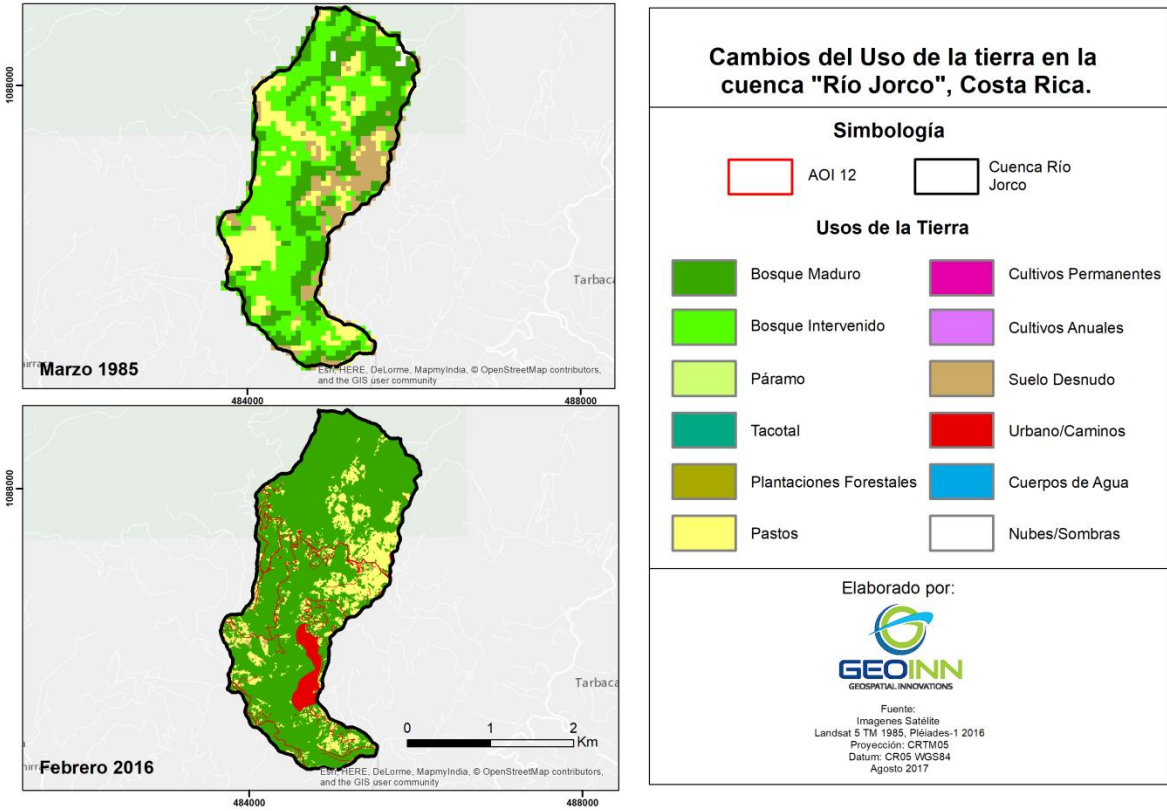 1088000
Tarbaca
Marzo 1985
Esri, HERE, DeLorme, MapmyIndia, © OpenStreetMap contributors,
and the GIS user community
484000
488000
1088000
Tarbaca
0 1 2
Km
Febrero 2016
Esri, HERE, DeLorme, MapmyIndia, © OpenStreetMap contributors,
and the GIS user community
484000
488000
Cambios del Uso de la tierra en la
cuenca "Río Jorco", Costa Rica.
Simbología
AOI 12
Cuenca Río
Jorco
Usos de la Tierra
Bosque Maduro
Cultivos Permanentes
Bosque Intervenido
Cultivos Anuales
Páramo
Suelo Desnudo
Tacotal
Urbano/Caminos
Plantaciones Forestales
Cuerpos de Agua
Pastos
Nubes/Sombras
Elaborado por:
GEOINN
GEOSPATIAL INNOVATIONS
Fuente:
Imagenes Satélite
Landsat 5 TM 1985, Pléiades-1 2016
Proyección: CRTM05
Datum: CR05 WGS84
Agosto 2017